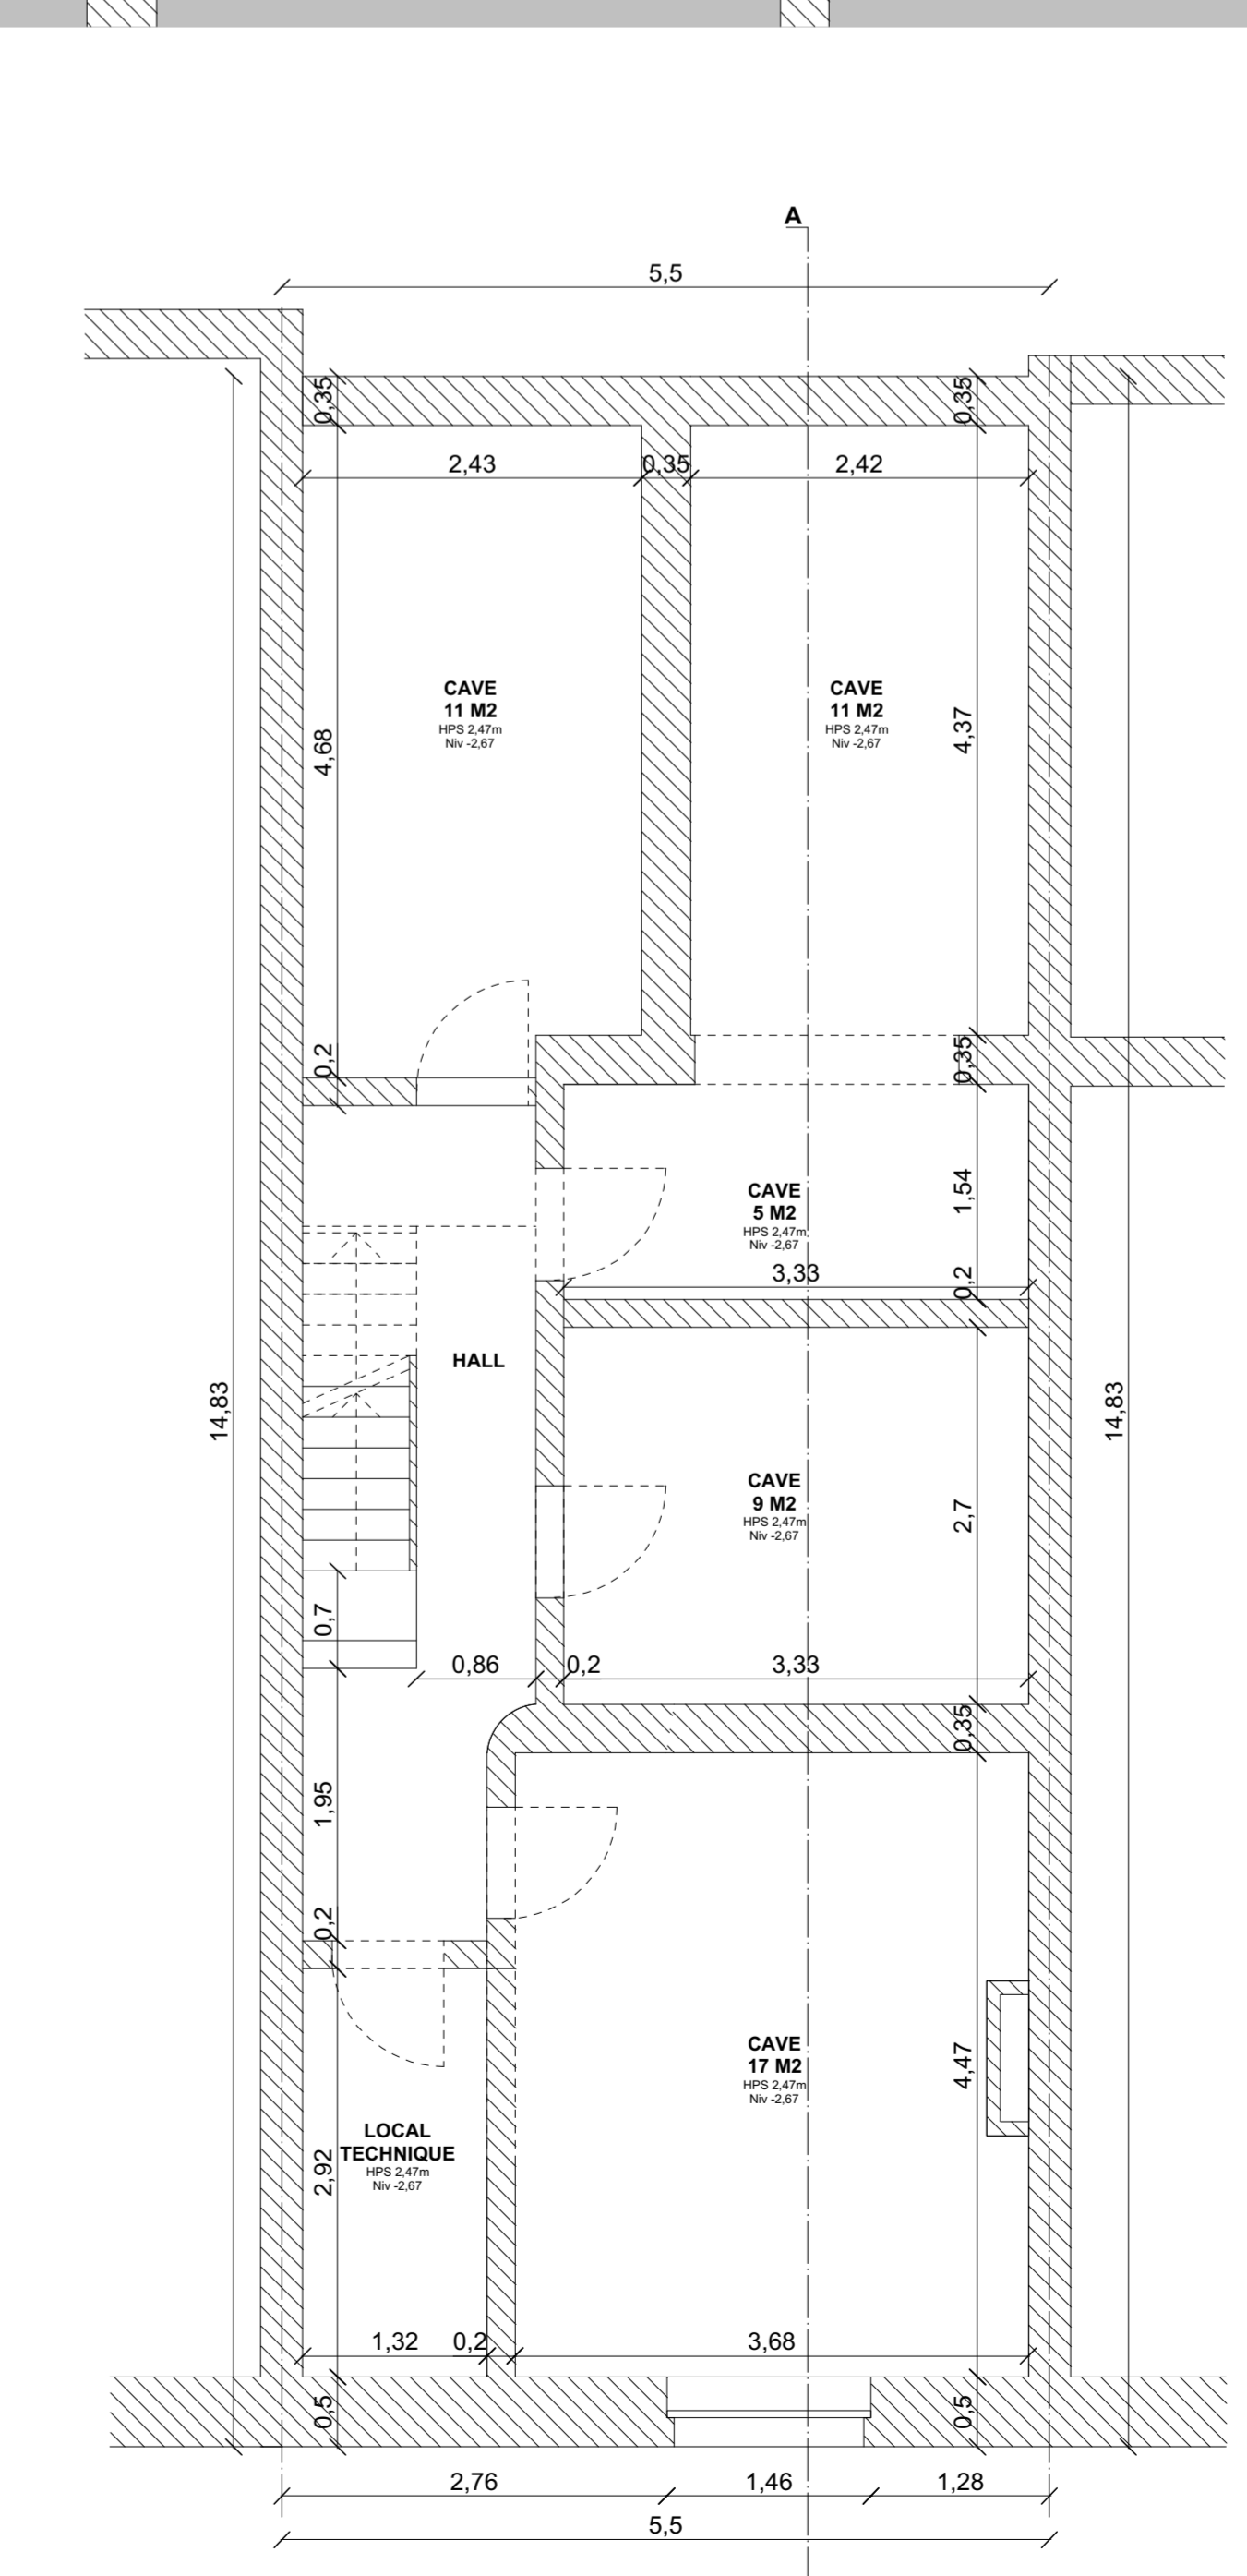 A
5,5
0,35
0,35
2,43
0,35
2,42
CAVE
11 M2
HPS 2,47m
Niv -2,67
CAVE
11 M2
HPS 2,47m
Niv -2,67
4,68
4,37
0,2
0,35
CAVE
5 M2
HPS 2,47m
Niv -2,67
1,54
3,33
0,2
HALL
14,83
14,83
CAVE
9 M2
HPS 2,47m
Niv -2,67
2,7
0,7
0,86
0,2
3,33
0,35
1,95
0,2
CAVE
17 M2
HPS 2,47m
Niv -2,67
4,47
LOCAL
TECHNIQUE
HPS 2,47m
Niv -2,67
2,92
1,32
0,2
3,68
0,5
0,5
2,76
1,46
1,28
5,5